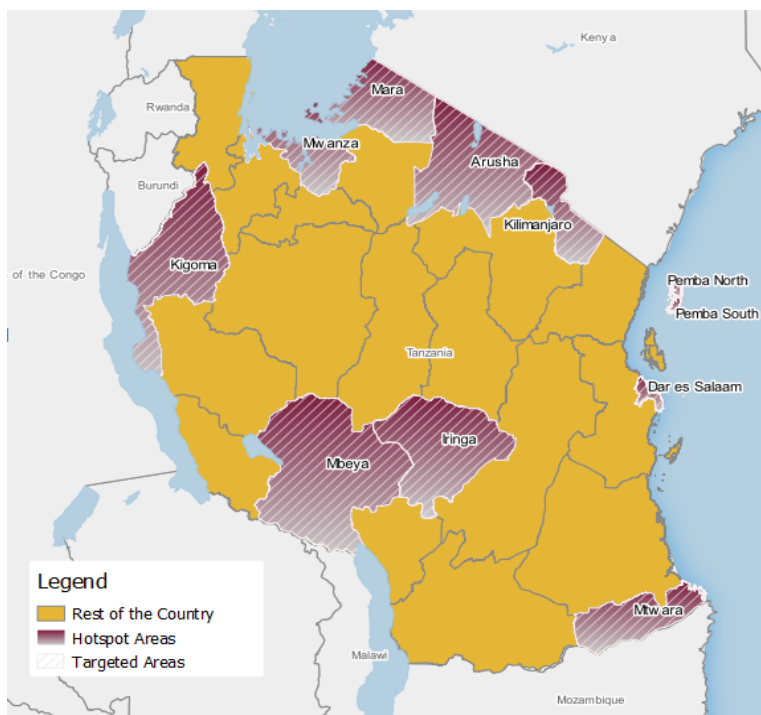 Kenya
Mara
Rwanda
Mwanza
Arusha
Burundi
Kilimanjaro
Kigoma
s of the Congo
Pemba North
Pemba South
Tanzania
Dar es Salaam
Iringa
Mbeya
Legend
Rest of the Country
Hotspot Areas
Targeted Areas
Mtwara
Malawi
Mozambique